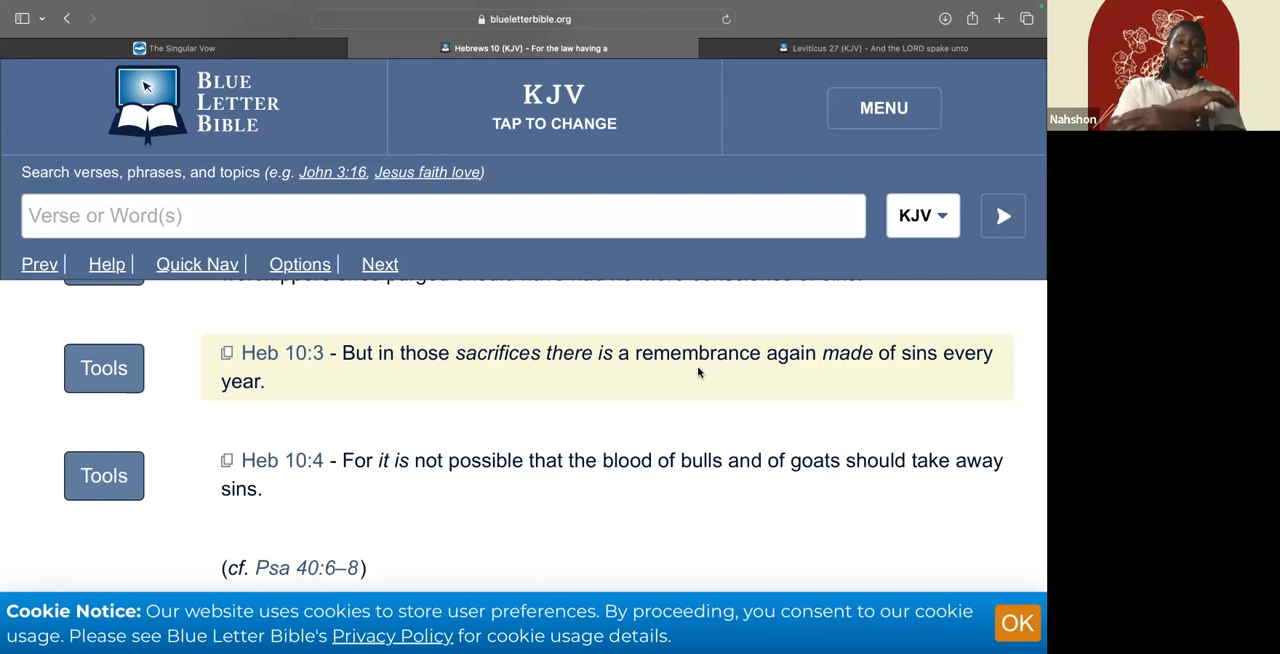 blueletterbible.org
The Singular Vow
Hebrews 10 (KJV) - For the law having a
Leviticus 27 (KJV) - And the LORD spake unto
BLUE
LETTER
BIBLE
KJV
TAP TO CHANGE
MENU
Nahshon
Search verses, phrases, and topics (e.g. John 3:16, Jesus faith love)
Verse or Word(s)
KJV
Prev | Help | Quick Nav | Options | Next
Tools
Heb 10:3 - But in those sacrifices there is a remembrance again made of sins every
year.
Tools
Heb 10:4 - For it is not possible that the blood of bulls and of goats should take away
sins.
(cf. Psa 40:6–8)
Cookie Notice: Our website uses cookies to store user preferences. By proceeding, you consent to our cookie
usage. Please see Blue Letter Bible's Privacy Policy for cookie usage details.
OK